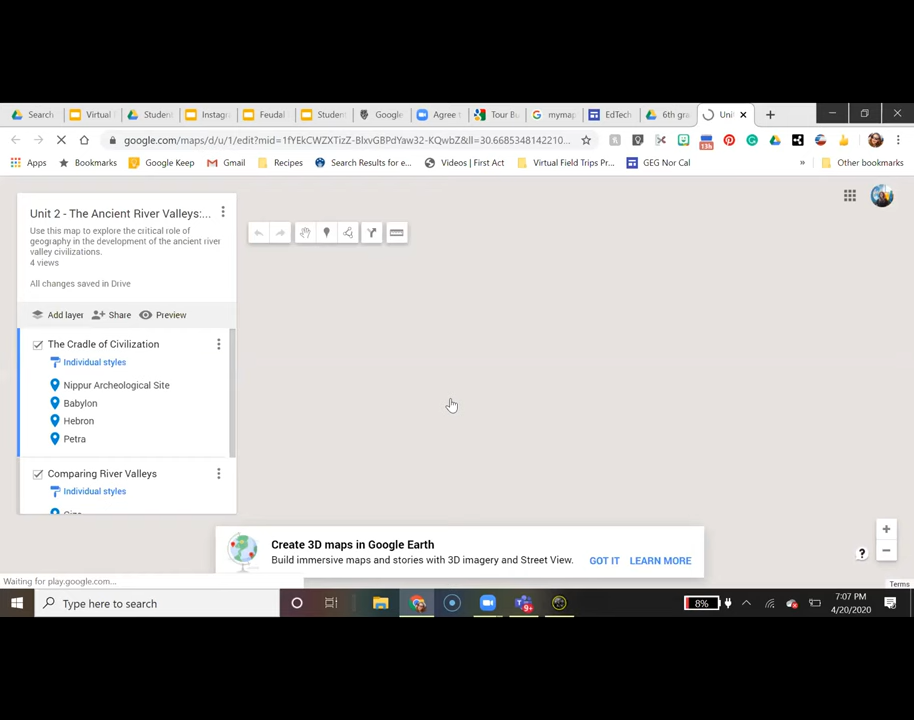 Search
Virtual F
Student
Instag
Feudal
Student
Google
Agree t
Tour Bu
mymap
EdTech
6th gra
Unit
google.com/maps/d/u/1/edit?mid=1fYEkCWZXTizZ-BlxvGBPdYaw32-KQwbZ&ll=30.6685348142210...
13k
Apps
Bookmarks
Google Keep
Gmail
Recipes
Search Results for e...
Videos | First Act
Virtual Field Trips Pr...
GEG Nor Cal
»
Other bookmarks
Unit 2 - The Ancient River Valleys:...
Use this map to explore the critical role of
geography in the development of the ancient river
valley civilizations.
4 views
All changes saved in Drive
Add layer
Share
Preview
The Cradle of Civilization
Individual styles
Nippur Archeological Site
Babylon
Hebron
Petra
Comparing River Valleys
Individual styles
Giza
Create 3D maps in Google Earth
Build immersive maps and stories with 3D imagery and Street View.
GOT IT
LEARN MORE
?
Terms
Waiting for play.google.com...
Type here to search
9+
8%
7:07 PM
4/20/2020